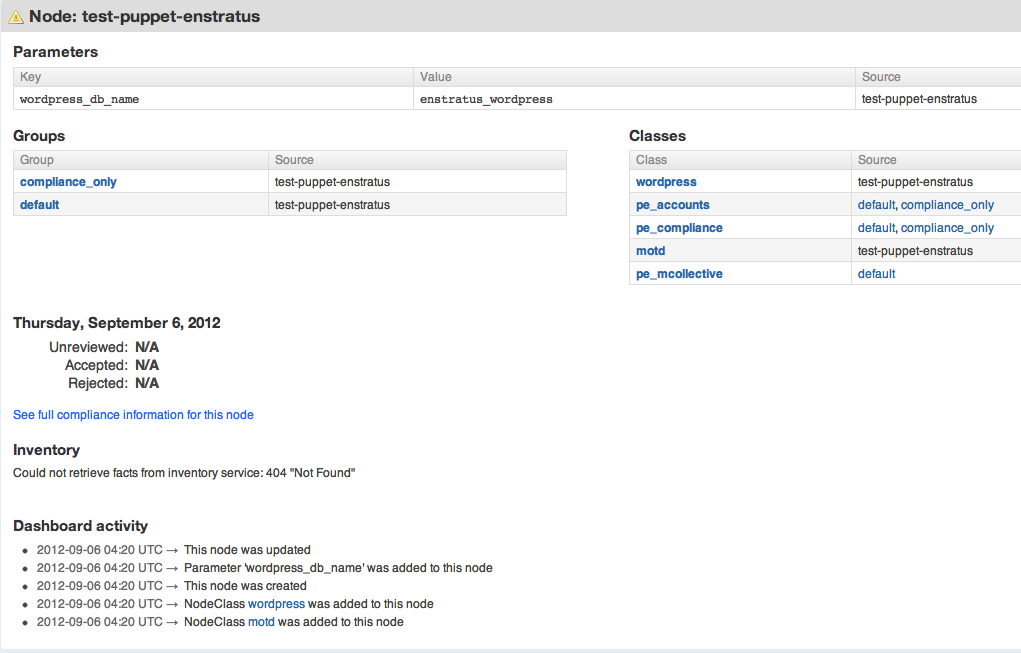 Node: test-puppet-enstratus
Parameters
Key Value Source
wordpress_db_name enstratus_wordpress test-puppet-enstratus
Groups
Group Source
compliance_only test-puppet-enstratus
default test-puppet-enstratus
Classes
Class Source
wordpress test-puppet-enstratus
pe_accounts default, compliance_only
pe_compliance default, compliance_only
motd test-puppet-enstratus
pe_mcollective default
Thursday, September 6, 2012
Unreviewed: N/A
Accepted: N/A
Rejected: N/A
See full compliance information for this node
Inventory
Could not retrieve facts from inventory service: 404 "Not Found"
Dashboard activity
• 2012-09-06 04:20 UTC → This node was updated
• 2012-09-06 04:20 UTC → Parameter 'wordpress_db_name' was added to this node
• 2012-09-06 04:20 UTC → This node was created
• 2012-09-06 04:20 UTC → NodeClass wordpress was added to this node
• 2012-09-06 04:20 UTC → NodeClass motd was added to this node